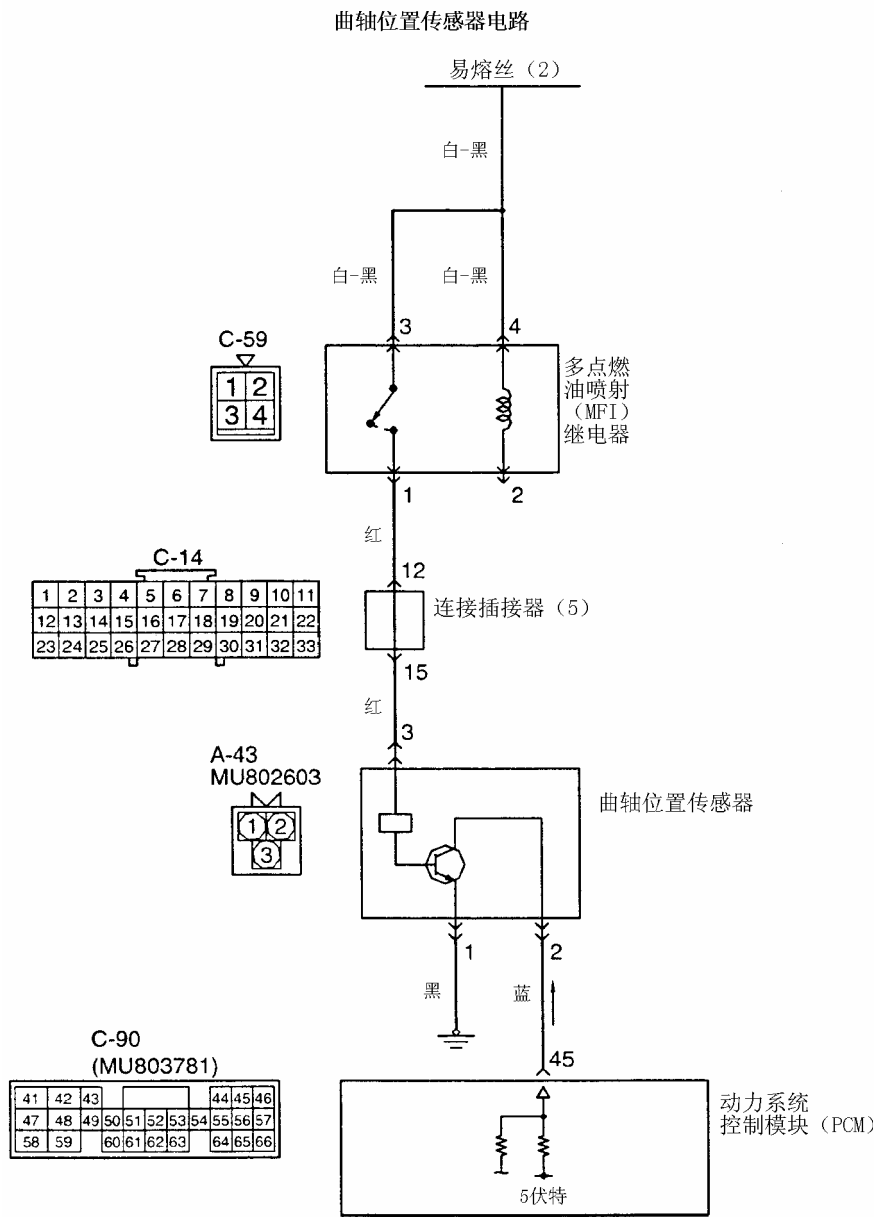 曲轴位置传感器电路
易熔丝（2）
白-黑
白-黑
白-黑
3
4
C-59
1 2
3 4
多点燃
油喷射
（MFI）
继电器
1
2
红
C-14
12
1 2 3 4 5 6 7 8 9 10 11
12 13 14 15 16 17 18 19 20 21 22
23 24 25 26 27 28 29 30 31 32 33
连接插接器（5）
15
红
3
A-43
MU802603
1 2
3
曲轴位置传感器
1
2
黑
蓝
C-90
(MU803781)
45
41 42 43 44 45 46
47 48 49 50 51 52 53 54 55 56 57
58 59 60 61 62 63 64 65 66
动力系统
控制模块（PCM）
5伏特